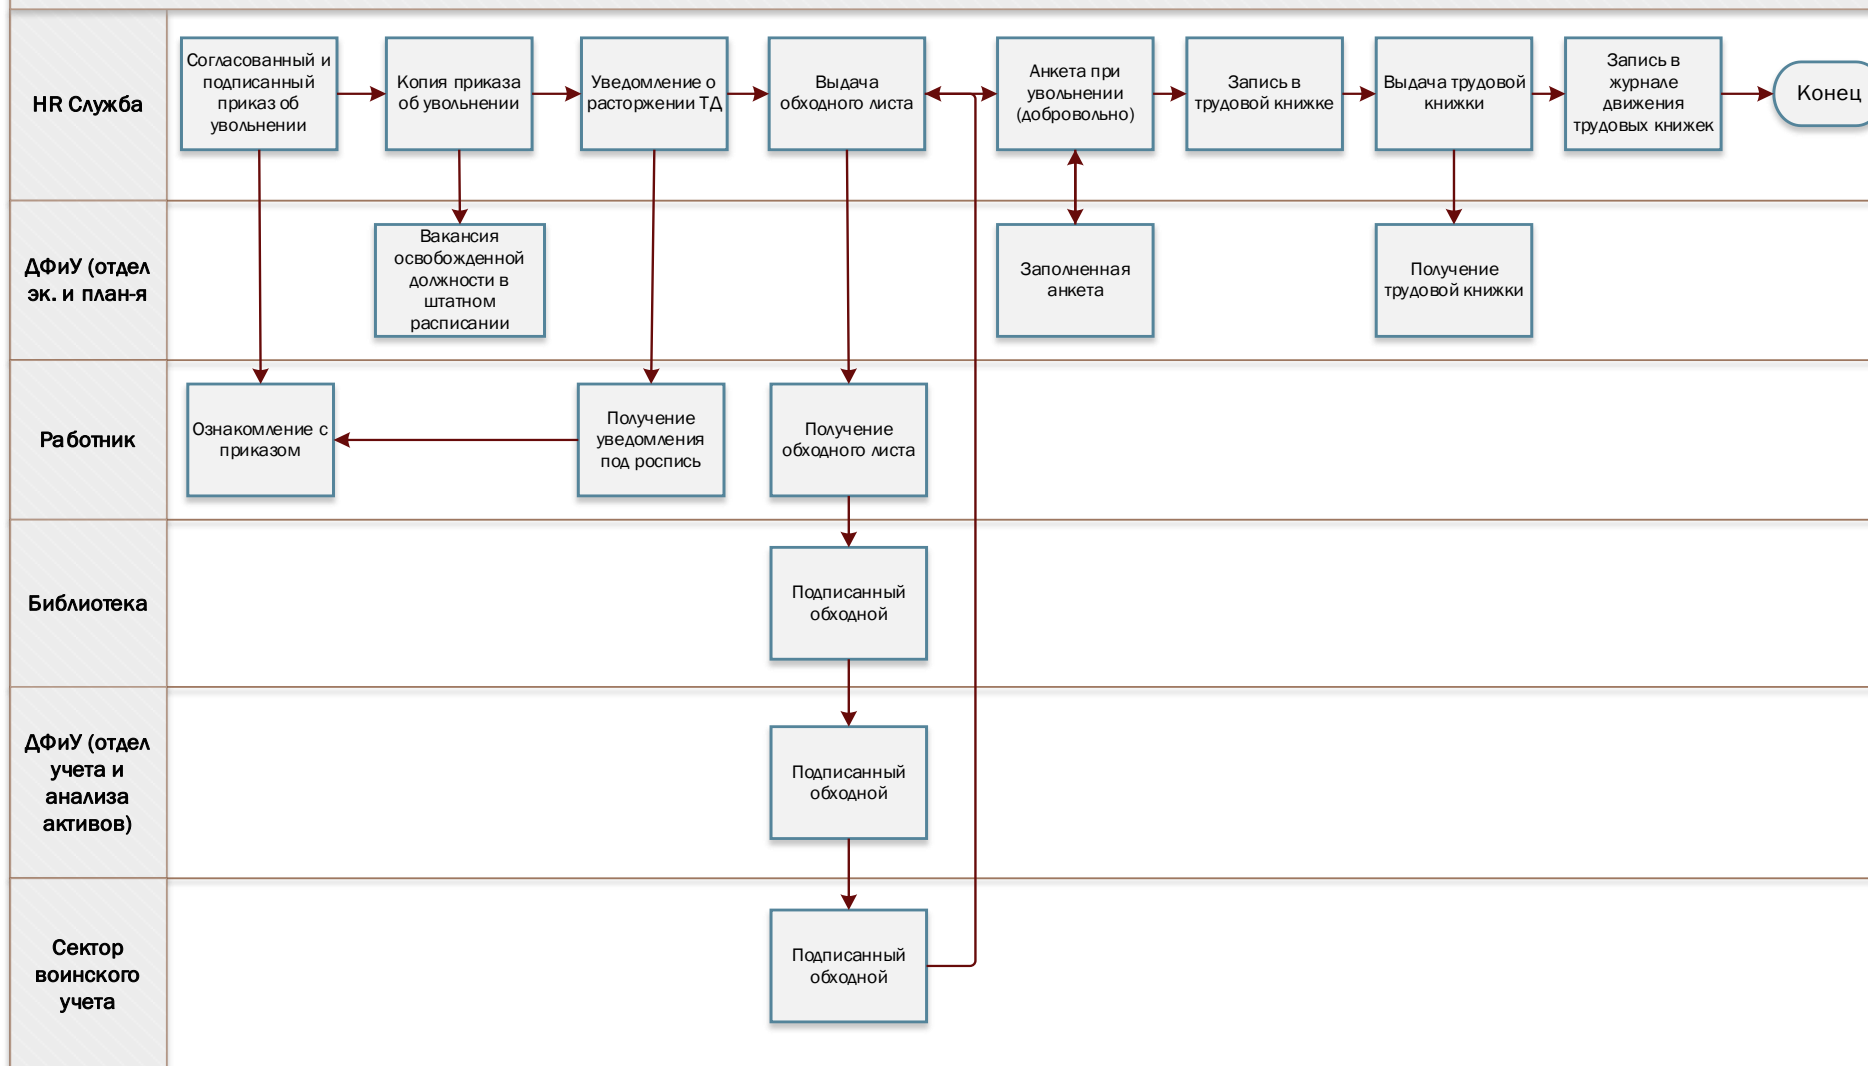 HR Служба
Согласованный и
подписанный
приказ об
увольнении
Копия приказа
об увольнении
Уведомление о
расторжении ТД
Выдача
обходного листа
Анкета при
увольнении
(добровольно)
Запись в
трудовой книжке
Выдача трудовой
книжки
Запись в
журнале
движения
трудовых книжек
Конец
ДФиУ (отдел
эк. и план-я
Вакансия
освобожденной
должности в
штатном
расписании
Заполненная
анкета
Получение
трудовой книжки
Работник
Ознакомление с
приказом
Получение
уведомления
под роспись
Получение
обходного листа
Библиотека
Подписанный
обходной
ДФиУ (отдел
учета и
анализа
активов)
Подписанный
обходной
Сектор
воинского
учета
Подписанный
обходной